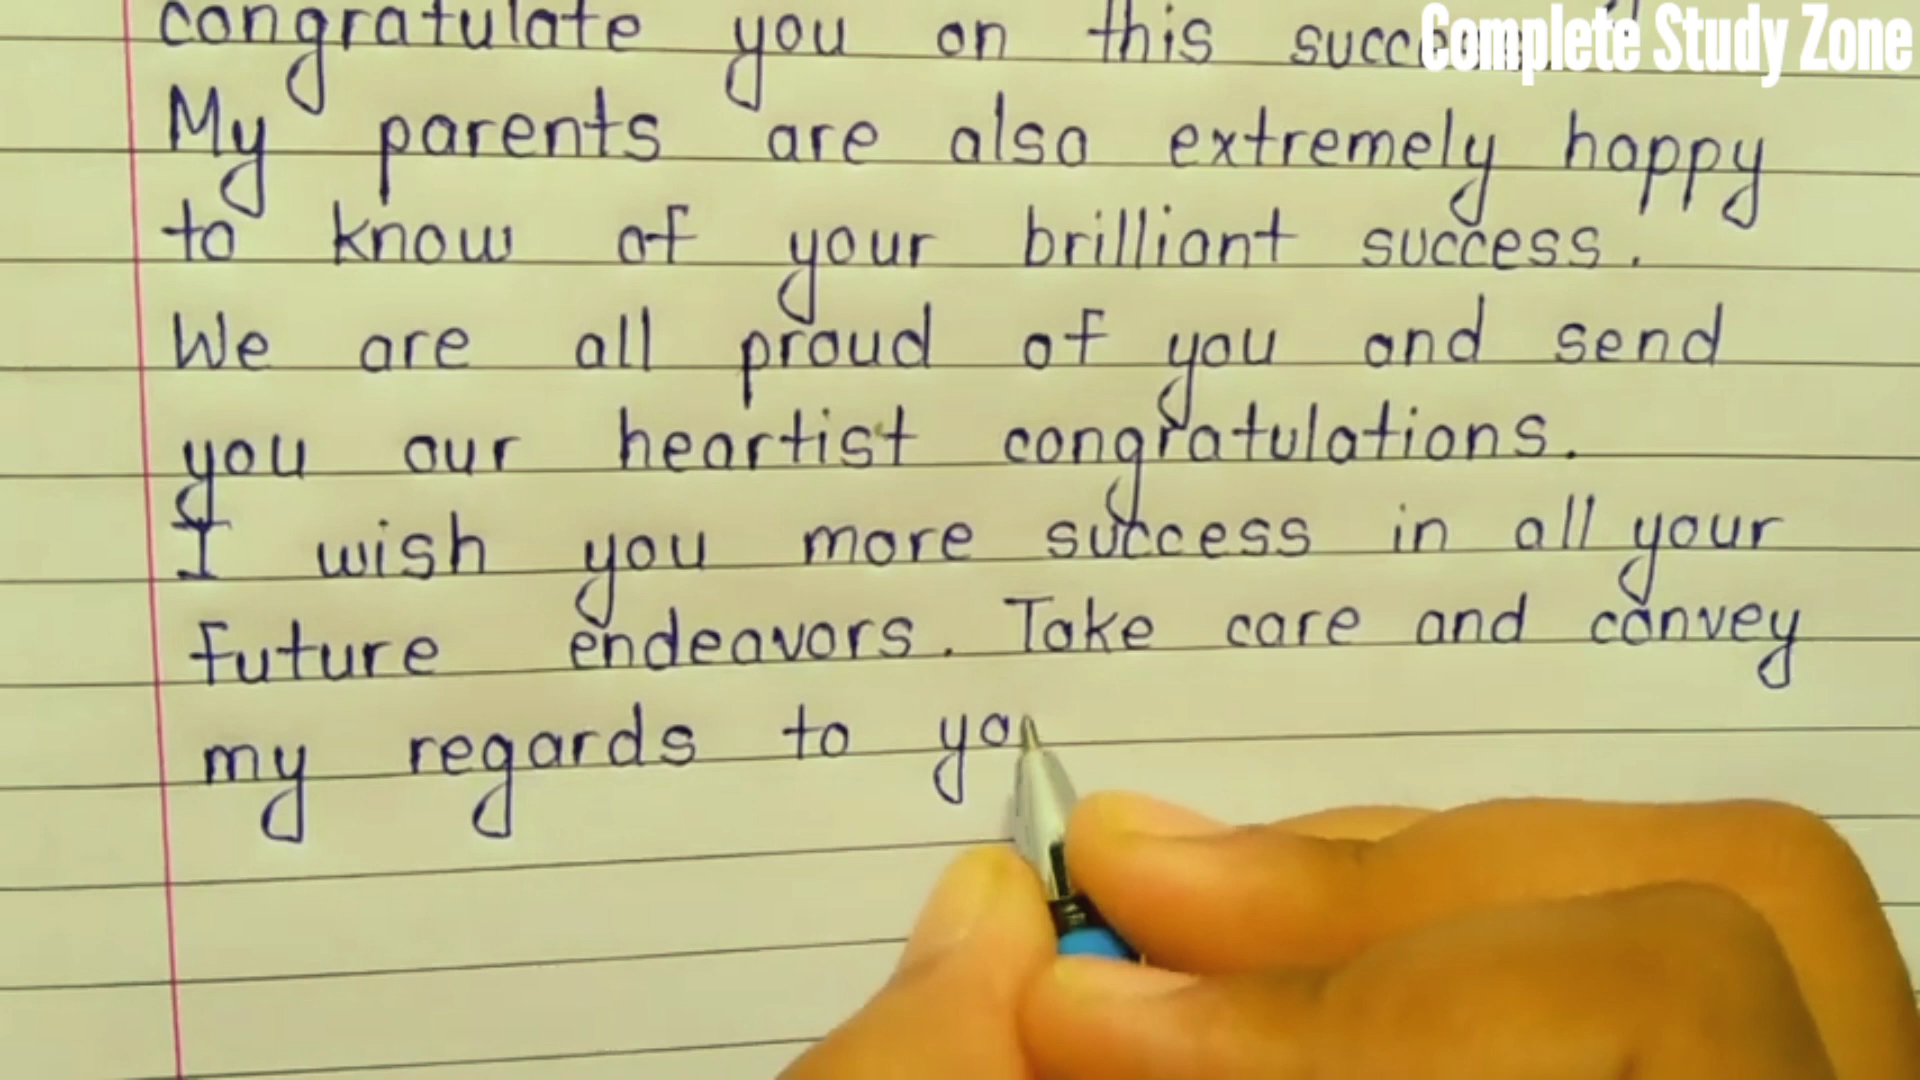 congratulate you on this
Complete Study Zone
My parents are also extremely happy
to know of your brilliant success.
We are all proud of you and send
you our heartist congratulations.
I wish you more success in all your
future endeavors. Take care and convey
my regards to yo